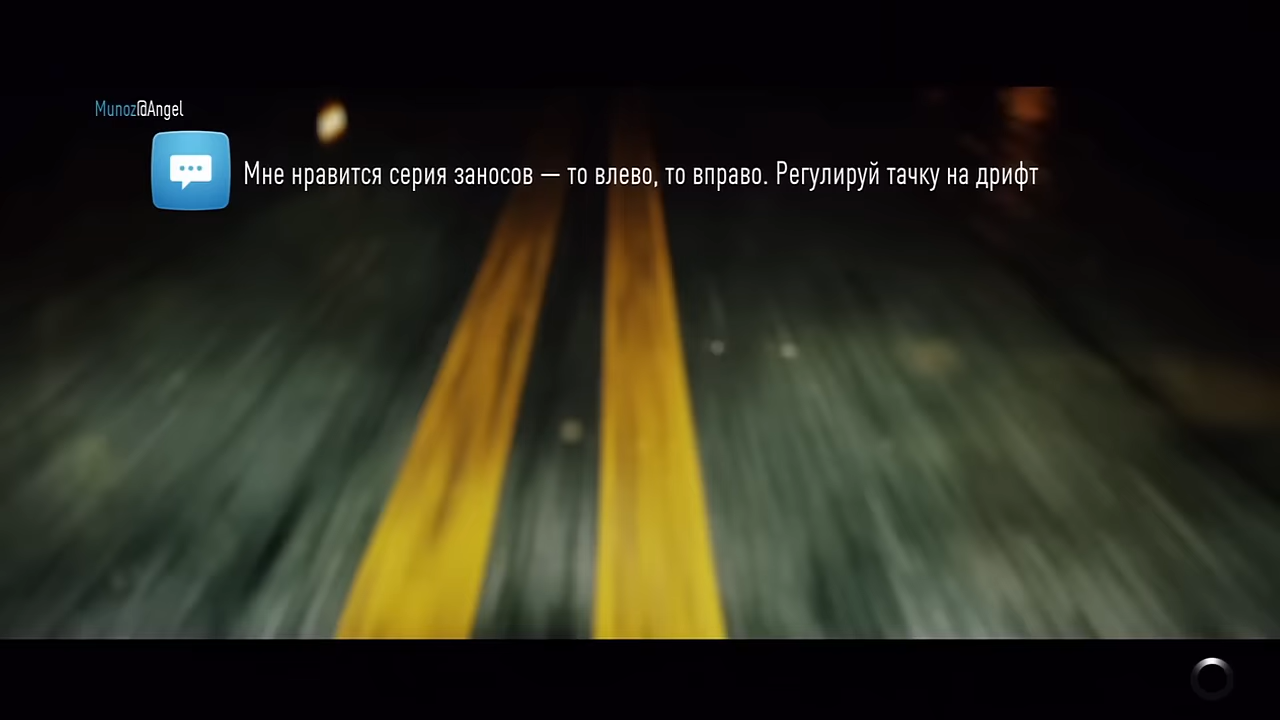 Munoz@Angel
Мне нравится серия заносов — то влево, то вправо. Регулируй тачку на дрифт